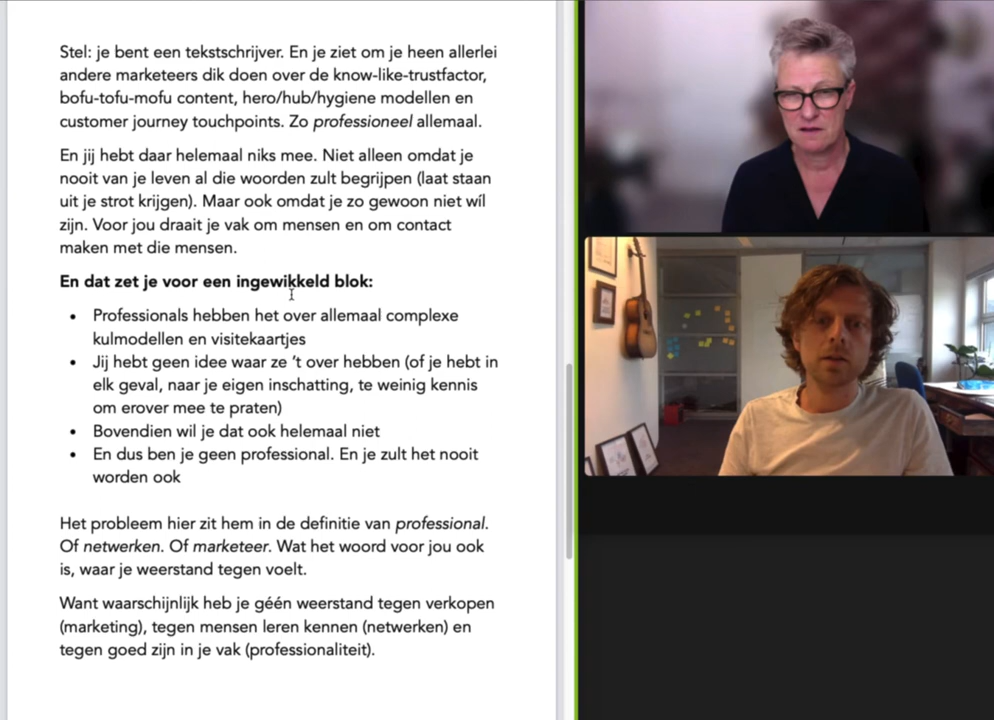 Stel: je bent een tekstschrijver. En je ziet om je heen allerlei
andere marketeers dik doen over de know-like-trustfactor,
bofu-tofu-mofu content, hero/hub/hygiene modellen en
customer journey touchpoints. Zo professioneel allemaal.
En jij hebt daar helemaal niks mee. Niet alleen omdat je
nooit van je leven al die woorden zult begrijpen (laat staan
uit je strot krijgen). Maar ook omdat je zo gewoon niet wíl
zijn. Voor jou draait je vak om mensen en om contact
maken met die mensen.
En dat zet je voor een ingewikkeld blok:
• Professionals hebben het over allemaal complexe
kulmodellen en visitekaartjes
• Jij hebt geen idee waar ze ’t over hebben (of je hebt in
elk geval, naar je eigen inschatting, te weinig kennis
om erover mee te praten)
• Bovendien wil je dat ook helemaal niet
• En dus ben je geen professional. En je zult het nooit
worden ook
Het probleem hier zit hem in de definitie van professional.
Of netwerken. Of marketeer. Wat het woord voor jou ook
is, waar je weerstand tegen voelt.
Want waarschijnlijk heb je géén weerstand tegen verkopen
(marketing), tegen mensen leren kennen (netwerken) en
tegen goed zijn in je vak (professionaliteit).